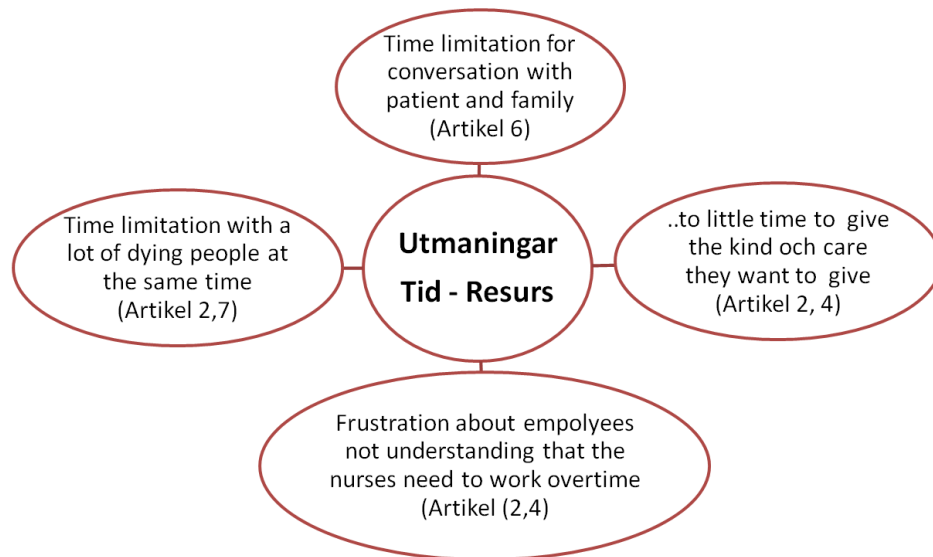 Time limitation for
conversation with
patient and family
(Artikel 6)
Time limitation with a
lot of dying people at
the same time
(Artikel 2,7)
Utmaningar
Tid - Resurs
..to little time to give
the kind och care
they want to give
(Artikel 2, 4)
Frustration about empolyees
not understanding that the
nurses need to work overtime
(Artikel (2,4)